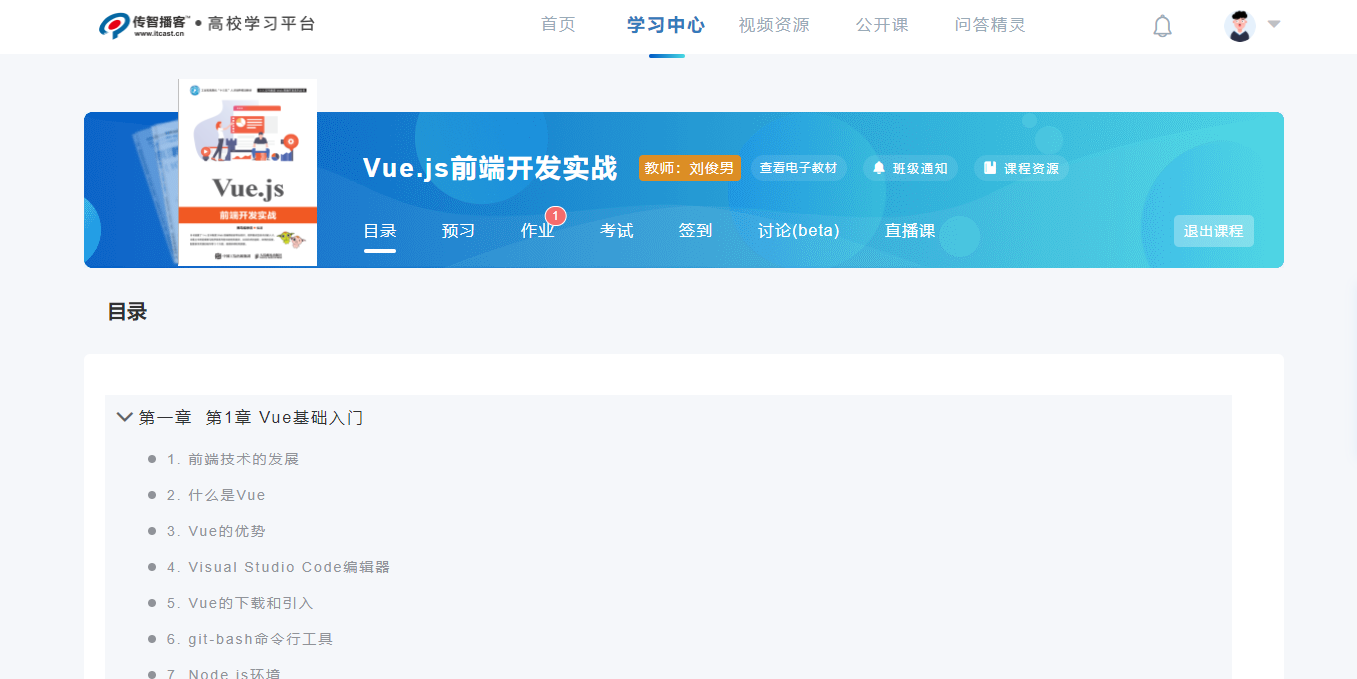 传智播客
www.itcast.cn
•高校学习平台
首页
学习中心
视频资源
公开课
问答精灵
Vue.js
前端开发实战
Vue.js前端开发实战
教师：刘俊男
查看电子教材
班级通知
课程资源
目录
预习
作业
1
考试
签到
讨论(beta)
直播课
退出课程
目录
第一章 第1章 Vue基础入门
1. 前端技术的发展
2. 什么是Vue
3. Vue的优势
4. Visual Studio Code编辑器
5. Vue的下载和引入
6. git-bash命令行工具
7. Node.js环境